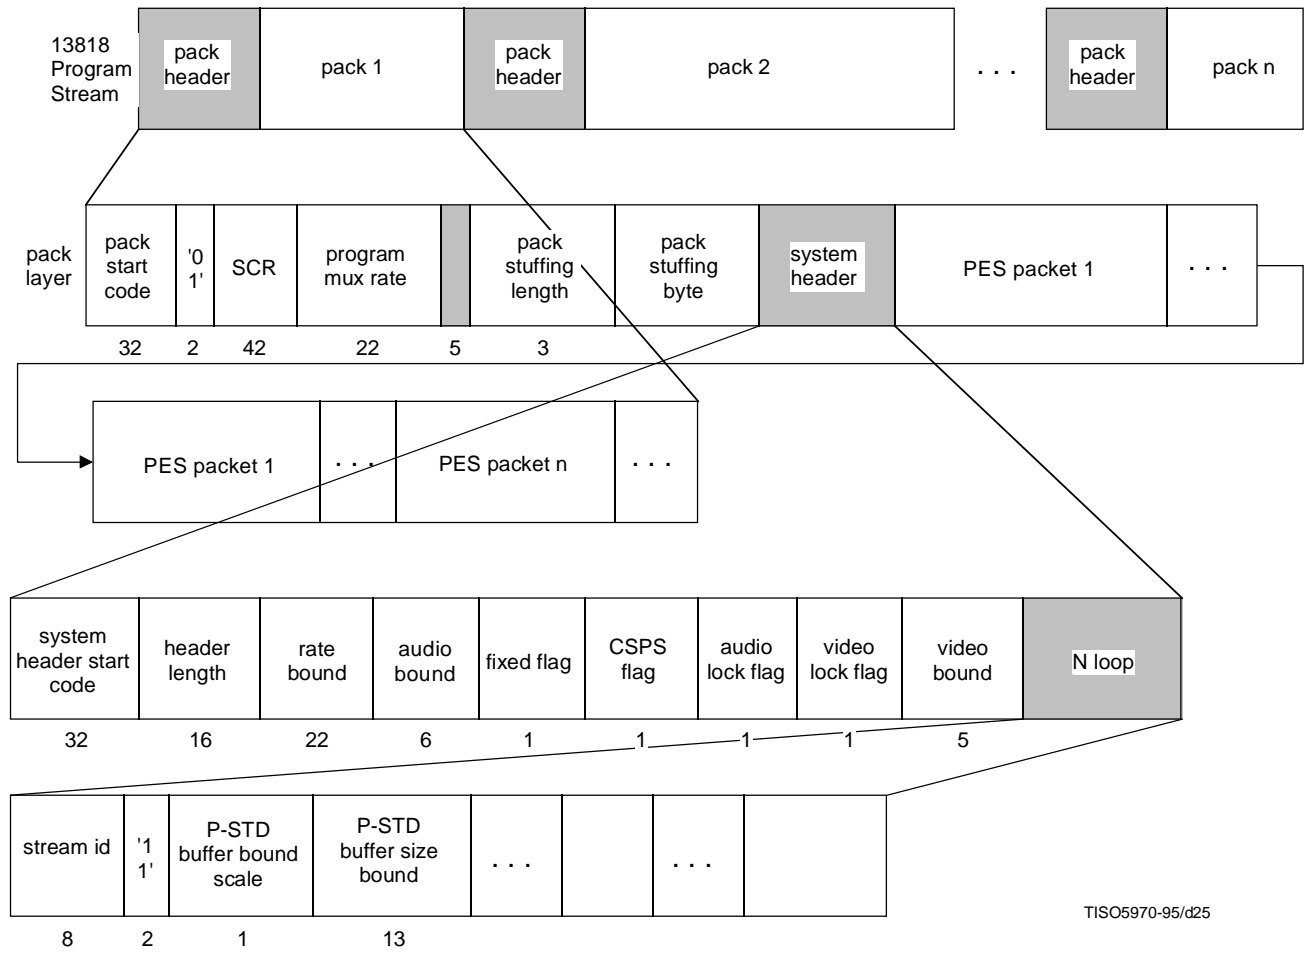 13818
Program
Stream
pack
header
pack 1
pack
header
pack 2
. . .
pack
header
pack n
pack
layer
pack
start
code
'0
1'
SCR
program
mux rate
pack
stuffing
length
pack
stuffing
byte
system
header
PES packet 1
. . .
32
2
42
22
5
3
PES packet 1
. . .
PES packet n
. . .
system
header start
code
header
length
rate
bound
audio
bound
fixed flag
CSPS
flag
audio
lock flag
video
lock flag
video
bound
N loop
32
16
22
6
1
1
1
1
5
stream id
'1
1'
P-STD
buffer bound
scale
P-STD
buffer size
bound
. . .
. . .
8
2
1
13
TISO5970-95/d25